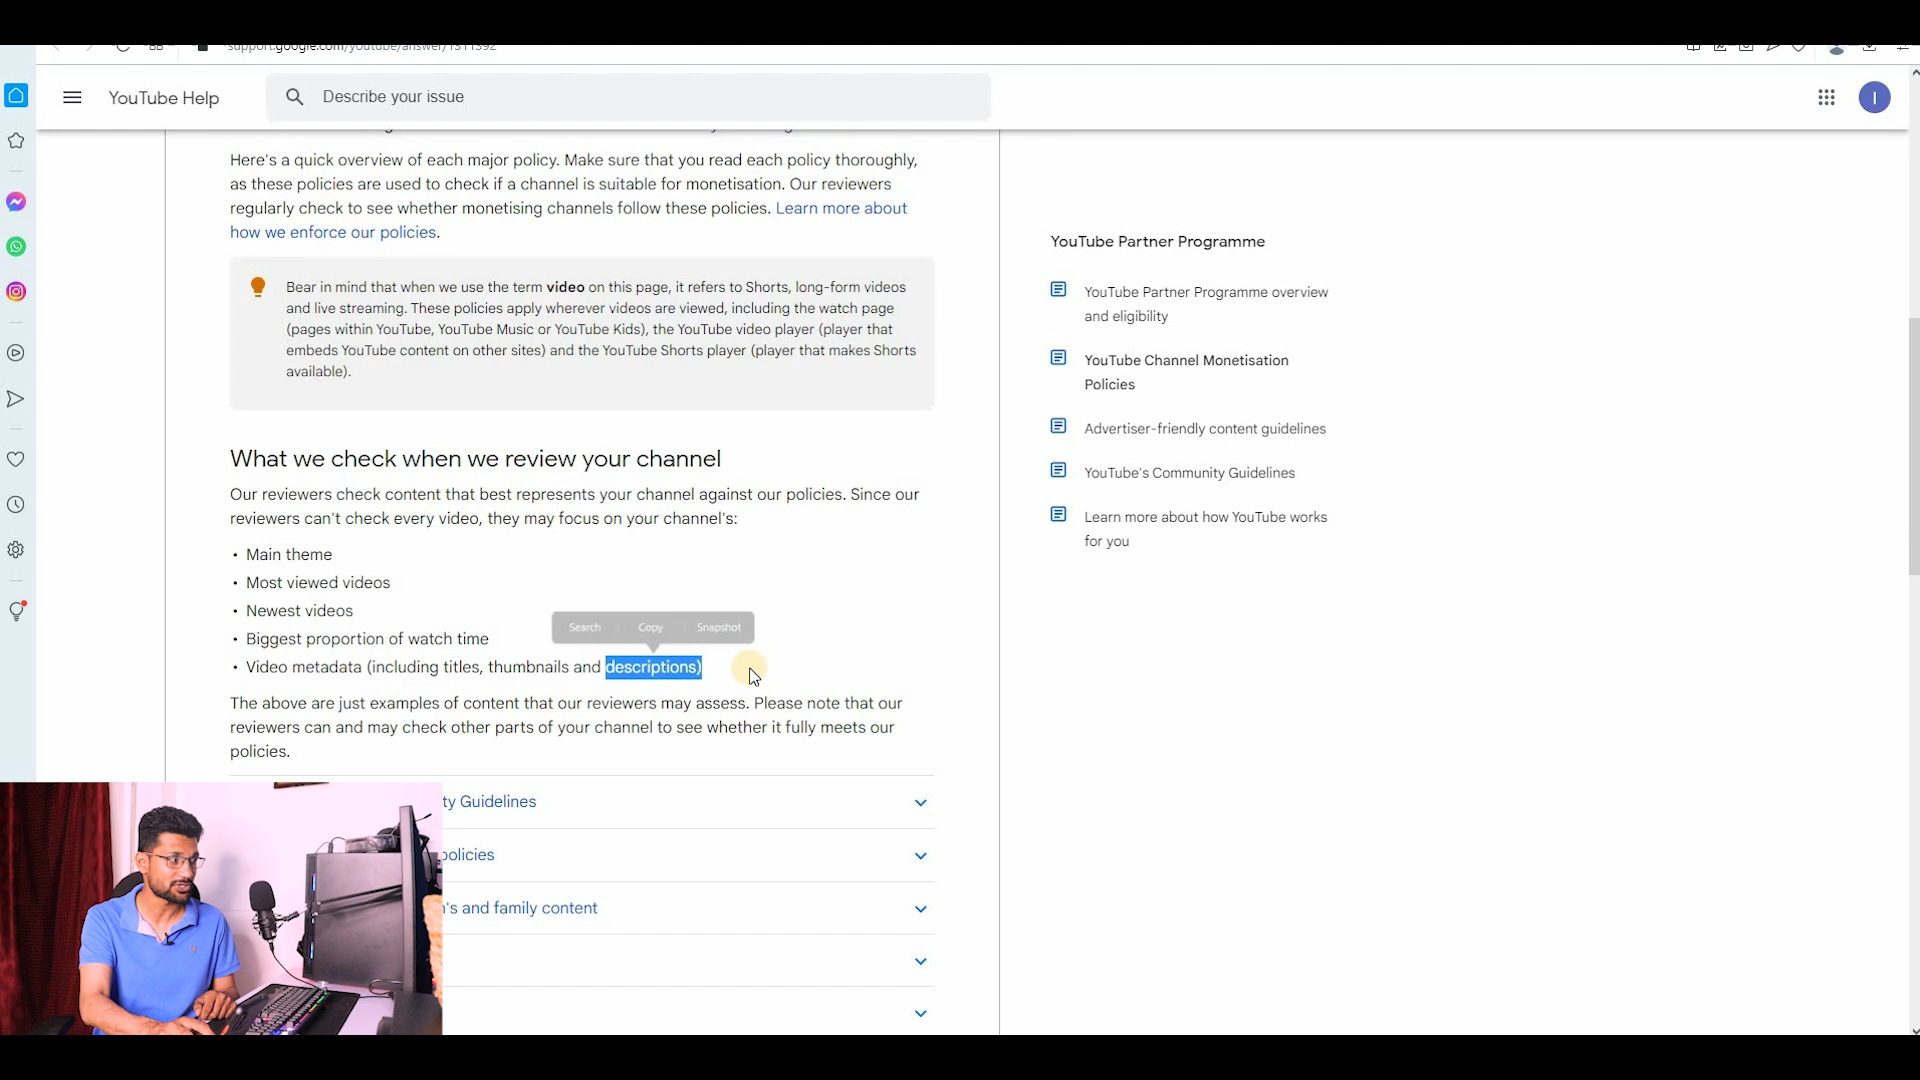 support.google.com/youtube/answer/1311392
YouTube Help
Describe your issue
I
Here's a quick overview of each major policy. Make sure that you read each policy thoroughly,
as these policies are used to check if a channel is suitable for monetisation. Our reviewers
regularly check to see whether monetising channels follow these policies. Learn more about
how we enforce our policies.
Bear in mind that when we use the term video on this page, it refers to Shorts, long-form videos
and live streaming. These policies apply wherever videos are viewed, including the watch page
(pages within YouTube, YouTube Music or YouTube Kids), the YouTube video player (player that
embeds YouTube content on other sites) and the YouTube Shorts player (player that makes Shorts
available).
What we check when we review your channel
Our reviewers check content that best represents your channel against our policies. Since our
reviewers can't check every video, they may focus on your channel's:
• Main theme
• Most viewed videos
• Newest videos
• Biggest proportion of watch time
Search Copy Snapshot
• Video metadata (including titles, thumbnails and descriptions)
The above are just examples of content that our reviewers may assess. Please note that our
reviewers can and may check other parts of your channel to see whether it fully meets our
policies.
ty Guidelines
policies
n's and family content
YouTube Partner Programme
YouTube Partner Programme overview
and eligibility
YouTube Channel Monetisation
Policies
Advertiser-friendly content guidelines
YouTube's Community Guidelines
Learn more about how YouTube works
for you